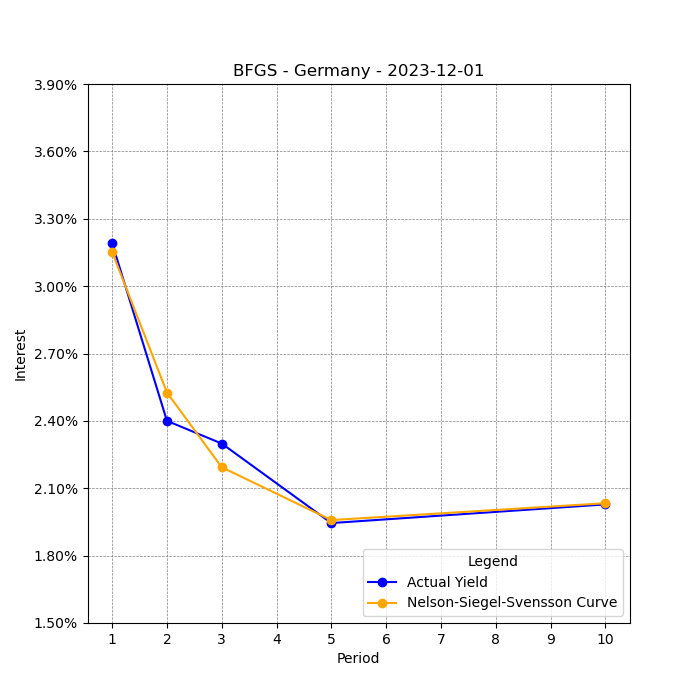 BFGS - Germany - 2023-12-01
3.90%
3.60%
3.30%
3.00%
2.70%
2.40%
2.10%
1.80%
1.50%
Interest
Legend
Actual Yield
Nelson-Siegel-Svensson Curve
1 2 3 4 5 6 7 8 9 10
Period